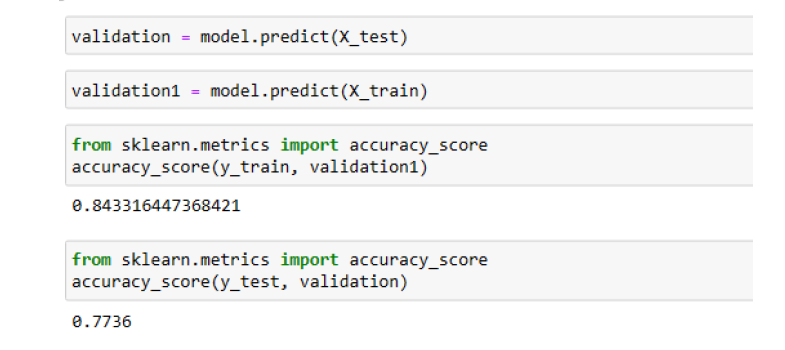 validation = model.predict(X_test)
validation1 = model.predict(X_train)
from sklearn.metrics import accuracy_score
accuracy_score(y_train, validation1)
0.843316447368421
from sklearn.metrics import accuracy_score
accuracy_score(y_test, validation)
0.7736